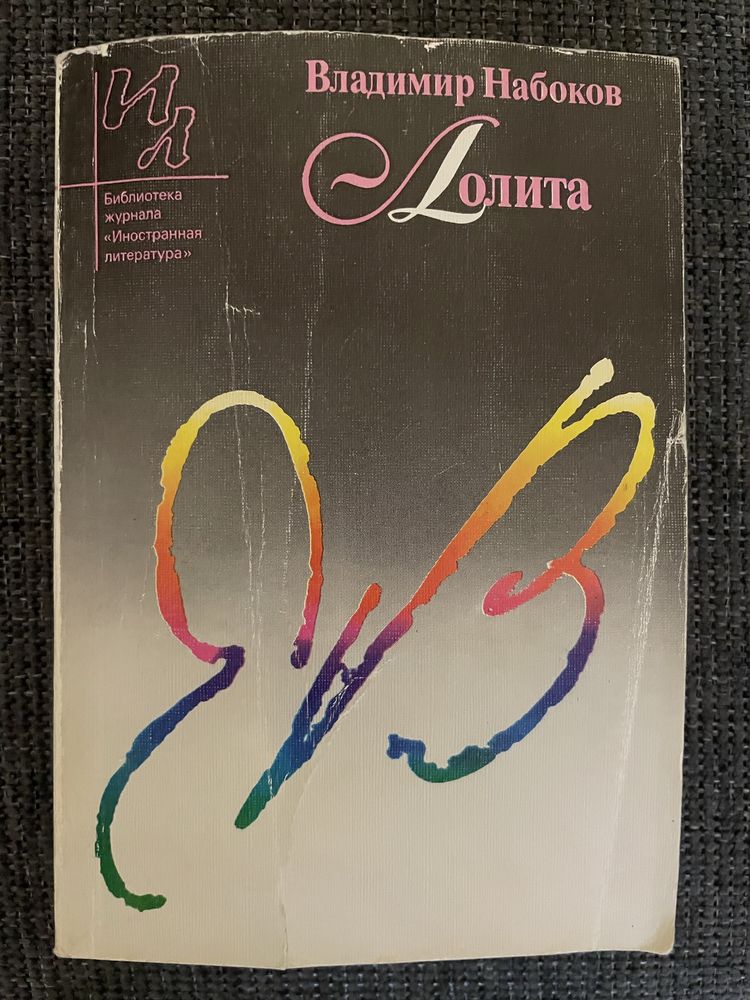 Владимир Набоков
Лолита
ИЛ
Библиотека
журнала
«Иностранная
литература»